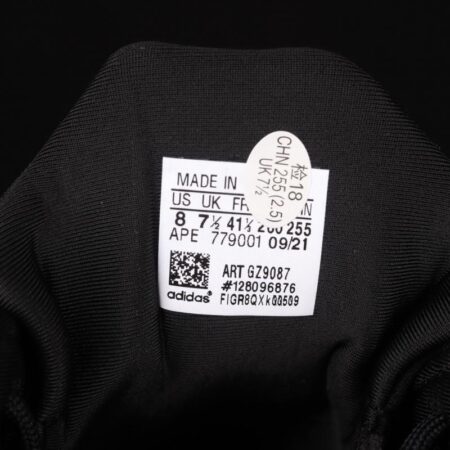 检18
CHN 255 (2.5)
UK 7½
MADE IN
US UK FR
8 7½ 41½ 255
APE 779001 09/21
ART GZ9087
#128096876
adidas FIGR8QXk00509